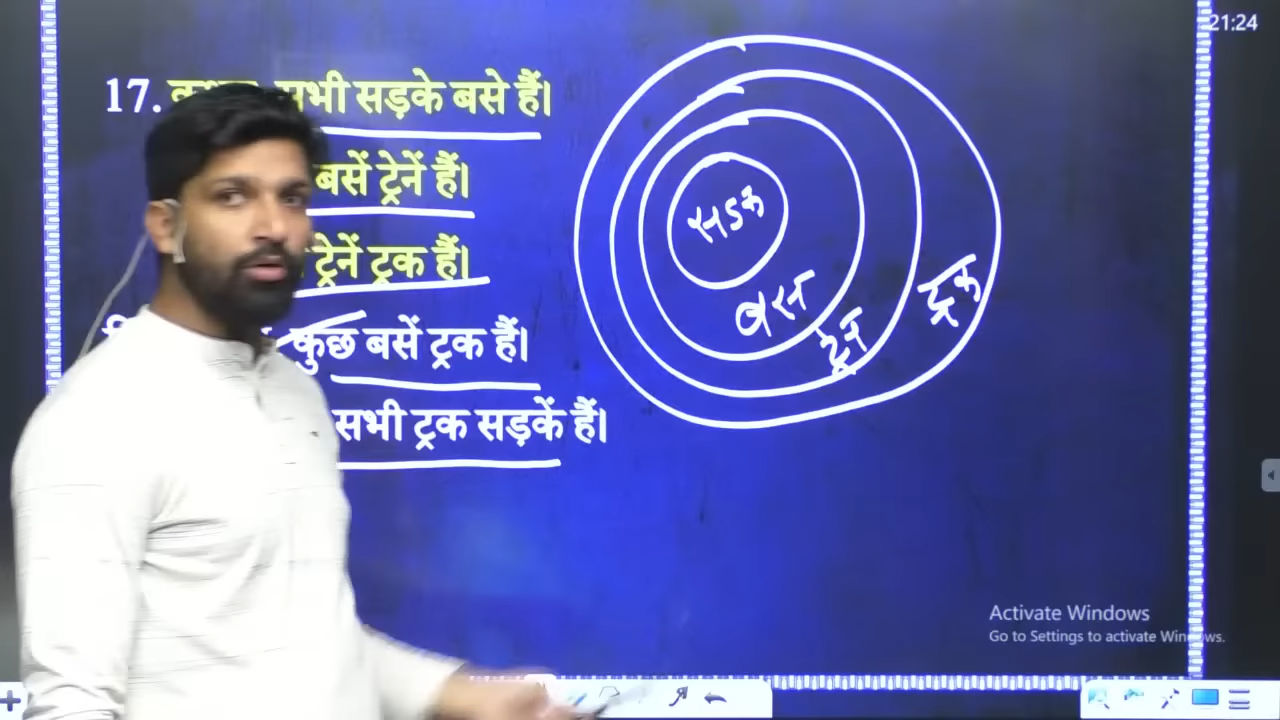 21:24
17. सभी सड़के बसे हैं।
बसें ट्रेनें हैं।
ट्रेनें ट्रक हैं।
कुछ बसें ट्रक हैं।
सभी ट्रक सड़कें हैं।
सड़क
बस
ट्रेन
ट्रक
Activate Windows
Go to Settings to activate Windows.